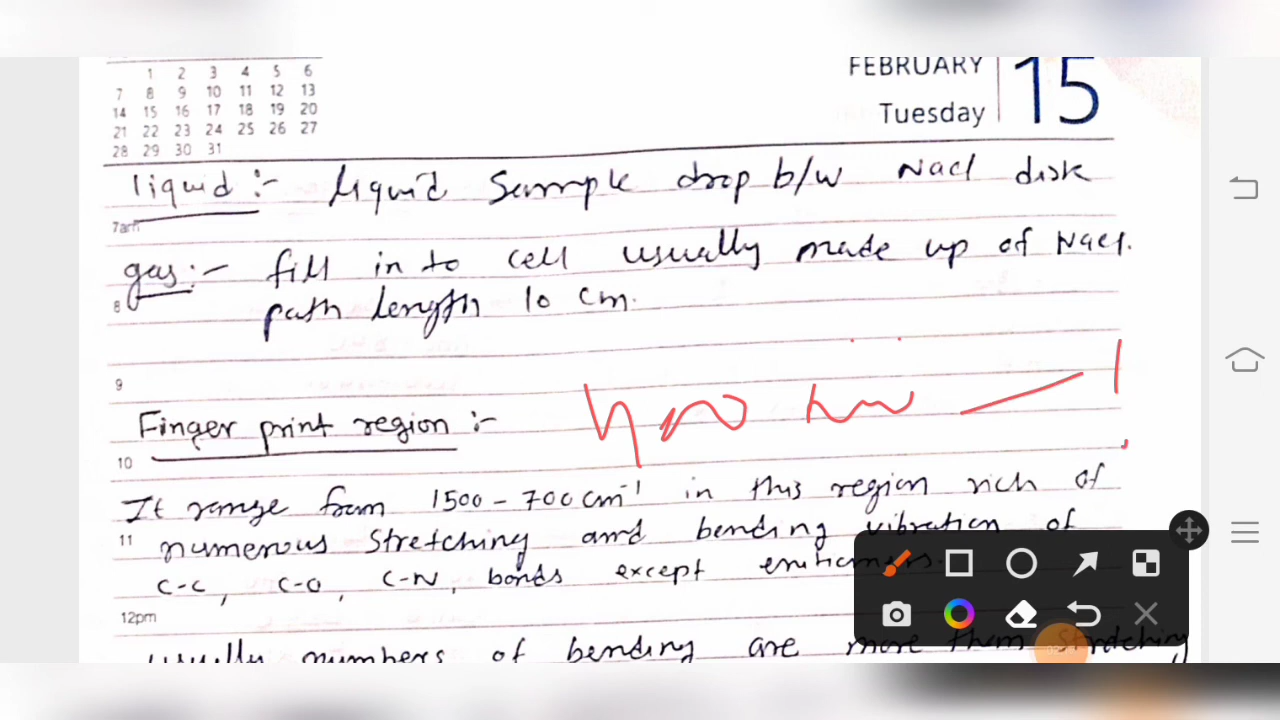 1 2 3 4 5 6
7 8 9 10 11 12 13
14 15 16 17 18 19 20
21 22 23 24 25 26 27
28 29 30 31
FEBRUARY
Tuesday
15
liquid :- liquid Sample drop b/w Nacl disk
7am
gas :- fill in to cell usually made up of Nacl.
8
path length 10 cm.
9
Finger print region :-
10
It range from 1500 - 700 cm-1 in this region rich of
11
numerous Stretching and bending vibration of
C-C, C-O, C-N, bonds except
12pm
usually numbers of bending are more them stretching